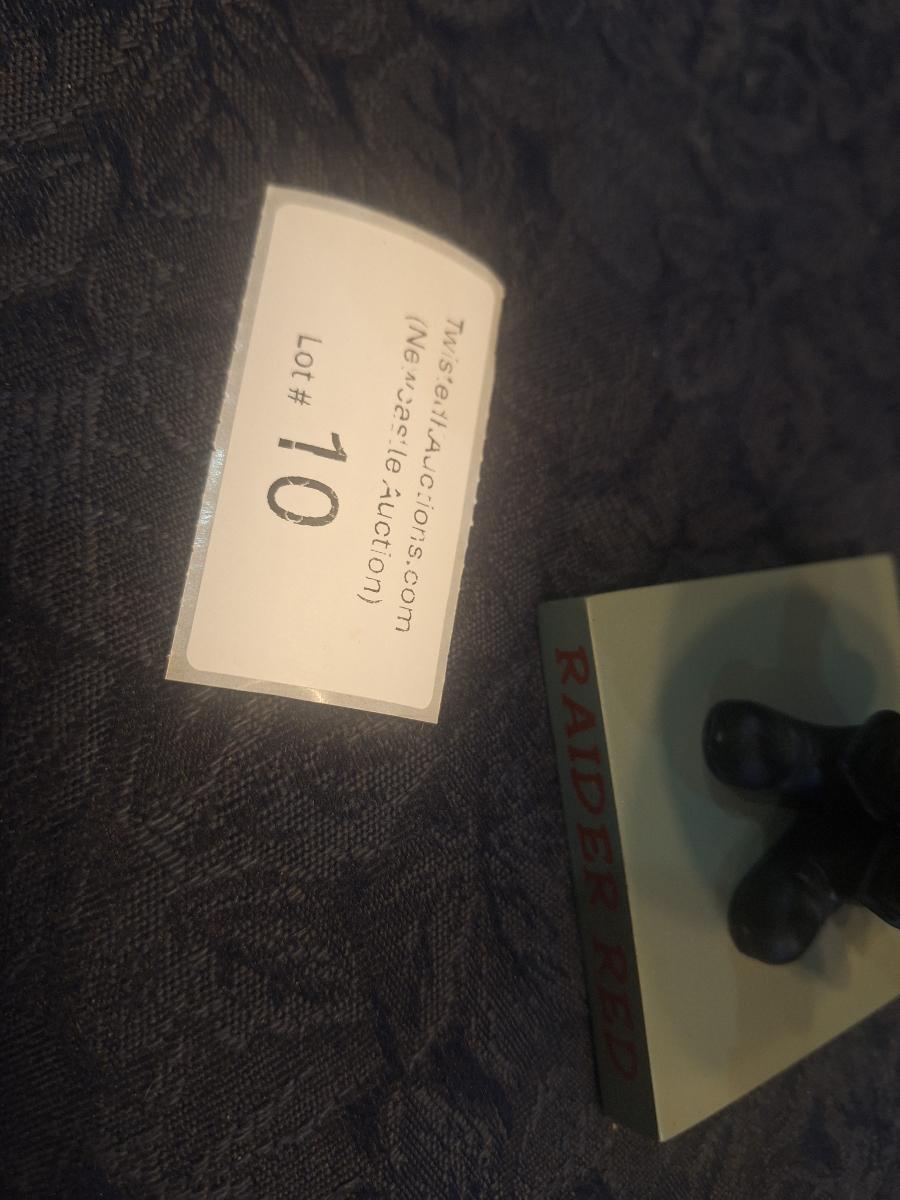 TwistedAuctions.com
(Newcastle Auction)
Lot # 10
RAIDER RED